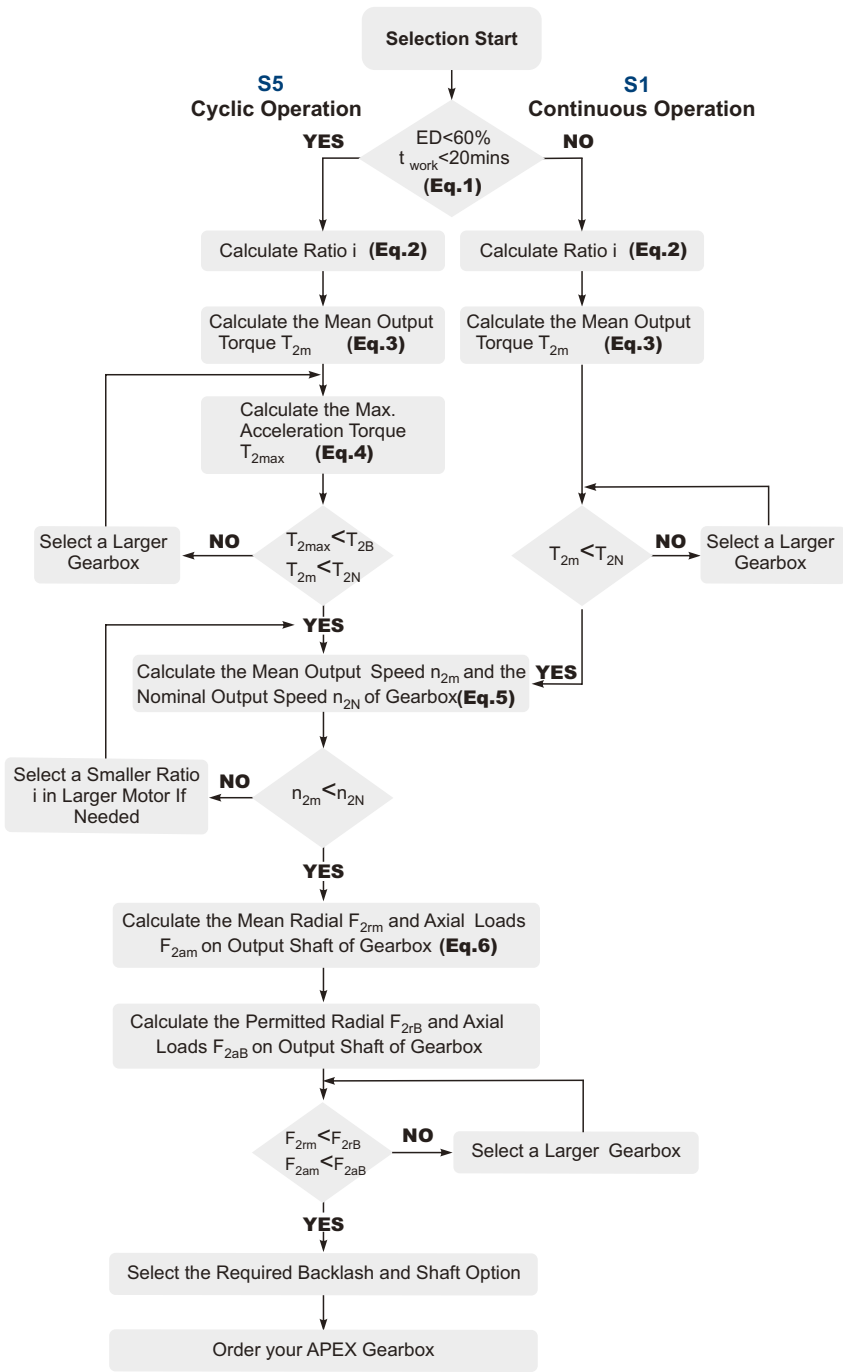 Selection Start
S5
Cyclic Operation
S1
Continuous Operation
YES
ED<60%
t work<20mins
(Eq.1)
NO
Calculate Ratio i (Eq.2)
Calculate Ratio i (Eq.2)
Calculate the Mean Output
Torque T2m (Eq.3)
Calculate the Mean Output
Torque T2m (Eq.3)
Calculate the Max.
Acceleration Torque
T2max (Eq.4)
Select a Larger
Gearbox
NO
T2max<T2B
T2m<T2N
T2m<T2N
NO
Select a Larger
Gearbox
YES
Calculate the Mean Output Speed n2m and the
Nominal Output Speed n2N of Gearbox(Eq.5)
YES
Select a Smaller Ratio
i in Larger Motor If
Needed
NO
n2m<n2N
YES
Calculate the Mean Radial F2rm and Axial Loads
F2am on Output Shaft of Gearbox (Eq.6)
Calculate the Permitted Radial F2rB and Axial
Loads F2aB on Output Shaft of Gearbox
F2rm<F2rB
F2am<F2aB
NO
Select a Larger Gearbox
YES
Select the Required Backlash and Shaft Option
Order your APEX Gearbox